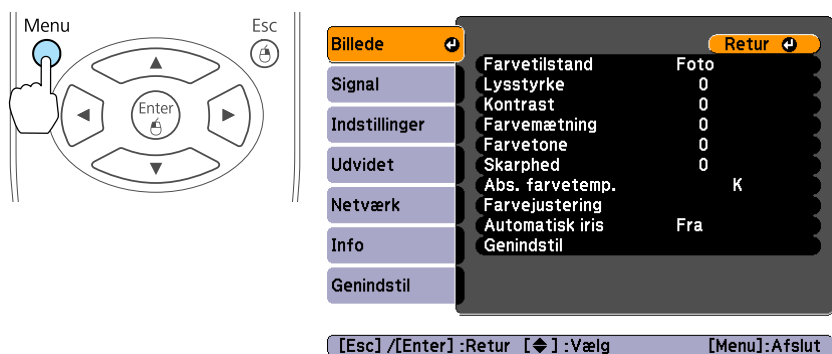 Menu
Esc
Enter
Billede
Signal
Indstillinger
Udvidet
Netværk
Info
Genindstil
Retur
Farvetilstand Foto
Lysstyrke 0
Kontrast 0
Farvemætning 0
Farvetone 0
Skarphed 0
Abs. farvetemp. K
Farvejustering
Automatisk iris Fra
Genindstil
[Esc] /[Enter] :Retur [◆] :Vælg [Menu]:Afslut